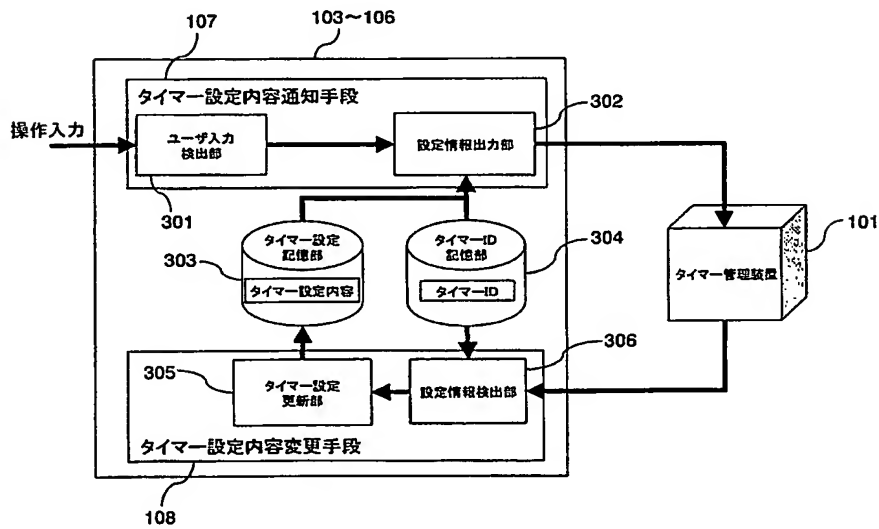 103～106
107
タイマー設定内容通知手段
302
操作入力
ユーザ入力
検出部
設定情報出力部
301
タイマー設定
記憶部
タイマーID
記憶部
304
101
303
タイマー設定内容
タイマーID
タイマー管理装置
306
305
タイマー設定
更新部
設定情報検出部
タイマー設定内容変更手段
108